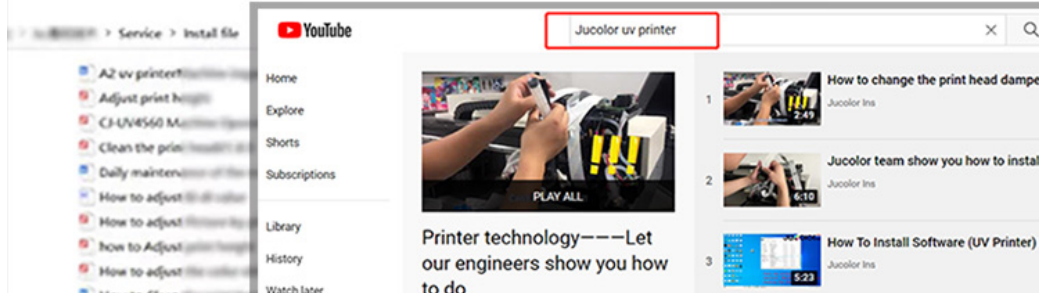 > Service > Install file
A2 uv printer
Adjust print h
CJ-UV4560 M
Clean the prin
Daily mainten
How to adjust
How to adjust
how to Adjust
How to adjust
YouTube
Jucolor uv printer
Home
Explore
Shorts
Subscriptions
Library
History
Watch later
PLAY ALL
Printer technology———Let
our engineers show you how
to do
1
How to change the print head dampe
Jucolor Ins
2:49
2
Jucolor team show you how to instal
Jucolor Ins
6:10
3
How To Install Software (UV Printer)
Jucolor Ins
5:23